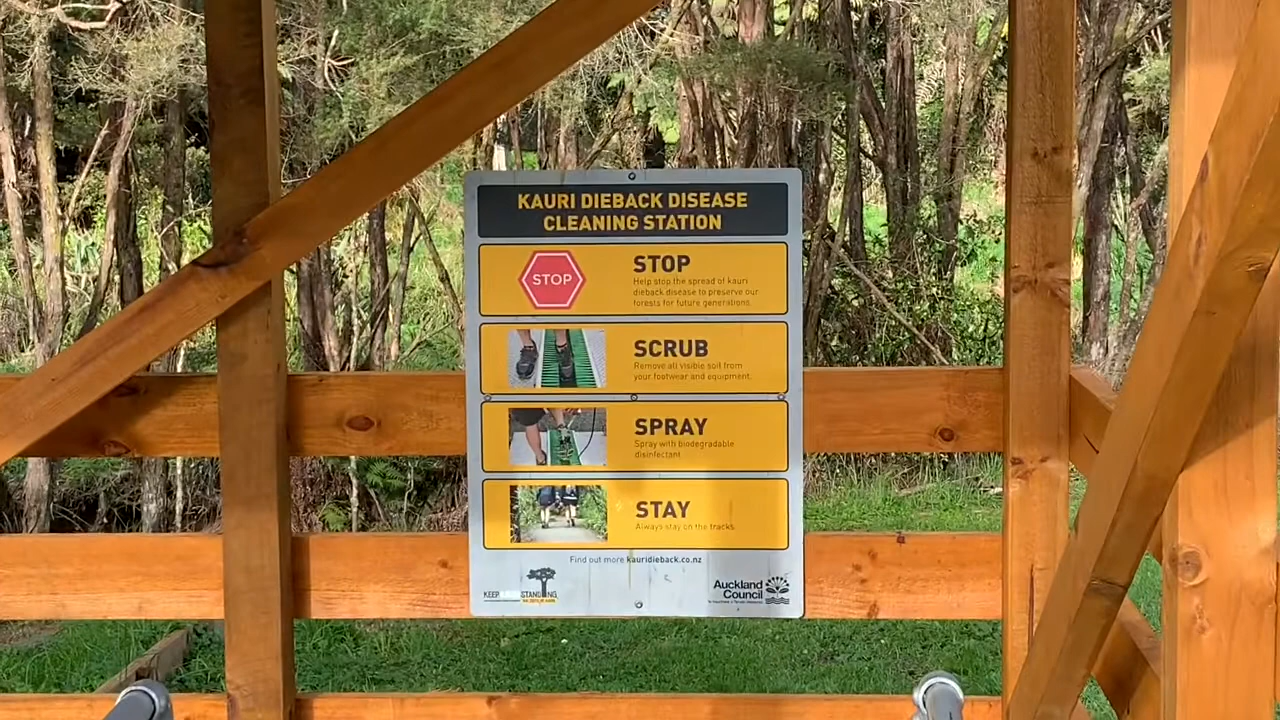 KAURI DIEBACK DISEASE
CLEANING STATION
STOP
STOP
Help stop the spread of kauri
dieback disease to preserve our
forests for future generations.
SCRUB
Remove all visible soil from
your footwear and equipment.
SPRAY
Spray with biodegradable
disinfectant
STAY
Always stay on the tracks
Find out more kauridieback.co.nz
KEEP STANDING
Auckland
Council